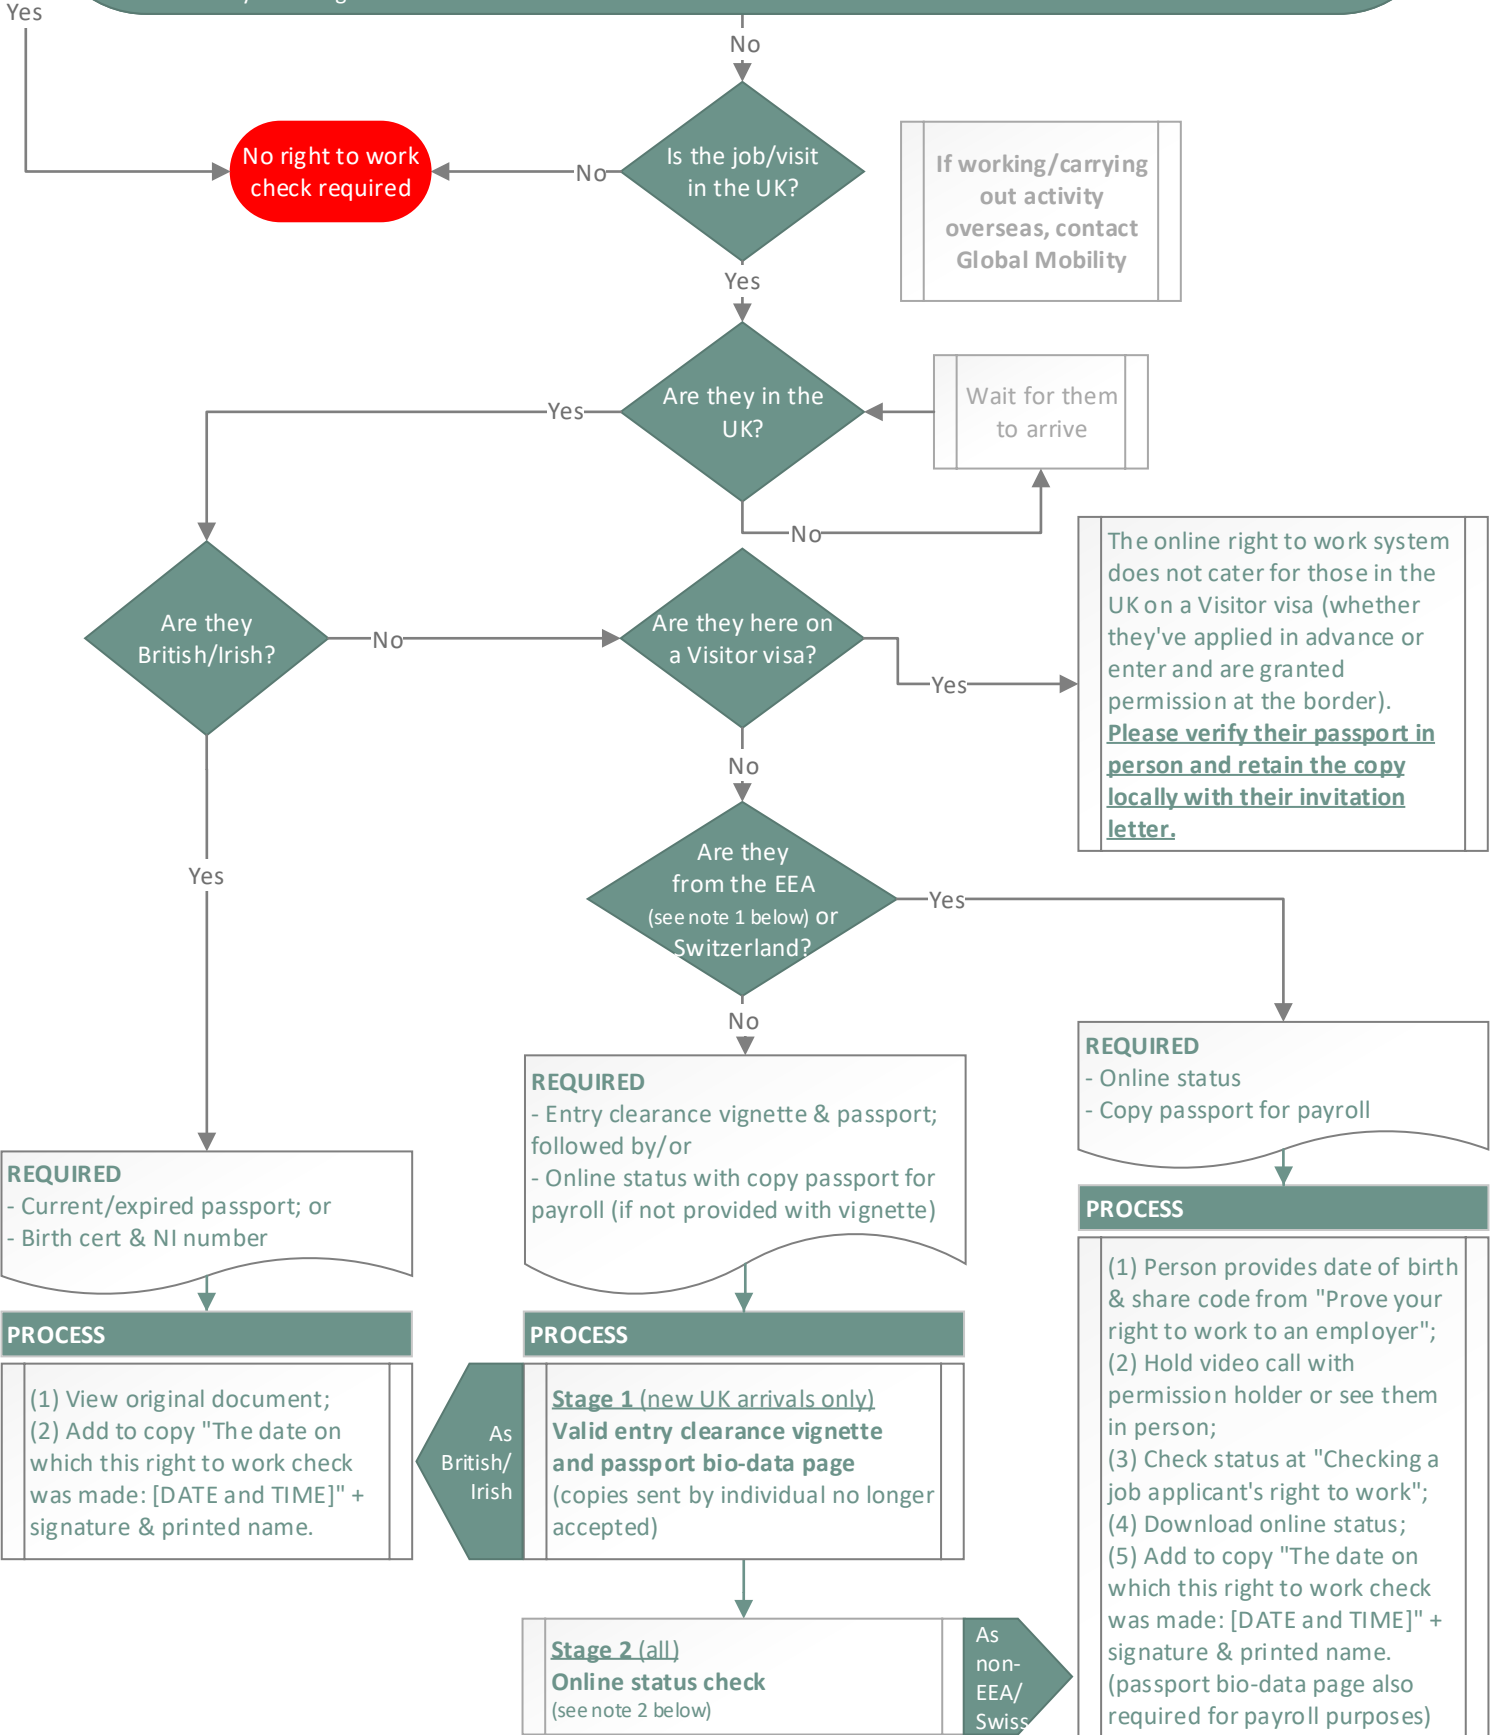 Yes
No
No right to work
check required
No
Is the job/visit
in the UK?
If working/carrying
out activity
overseas, contact
Global Mobility
Yes
Are they in the
UK?
Yes
Wait for them
to arrive
No
The online right to work system
does not cater for those in the
UK on a Visitor visa (whether
they've applied in advance or
enter and are granted
permission at the border).
Please verify their passport in
person and retain the copy
locally with their invitation
letter.
Are they
British/Irish?
No
Are they here on
a Visitor visa?
Yes
No
Yes
Are they
from the EEA
(see note 1 below) or
Switzerland?
Yes
No
REQUIRED
- Current/expired passport; or
- Birth cert & NI number
PROCESS
(1) View original document;
(2) Add to copy "The date on
which this right to work check
was made: [DATE and TIME]" +
signature & printed name.
REQUIRED
- Entry clearance vignette & passport;
followed by/or
- Online status with copy passport for
payroll (if not provided with vignette)
PROCESS
As
British/
Irish
Stage 1 (new UK arrivals only)
Valid entry clearance vignette
and passport bio-data page
(copies sent by individual no longer
accepted)
Stage 2 (all)
Online status check
(see note 2 below)
As
non-
EEA/
Swiss
REQUIRED
- Online status
- Copy passport for payroll
PROCESS
(1) Person provides date of birth
& share code from "Prove your
right to work to an employer";
(2) Hold video call with
permission holder or see them
in person;
(3) Check status at "Checking a
job applicant's right to work";
(4) Download online status;
(5) Add to copy "The date on
which this right to work check
was made: [DATE and TIME]" +
signature & printed name.
(passport bio-data page also
required for payroll purposes)